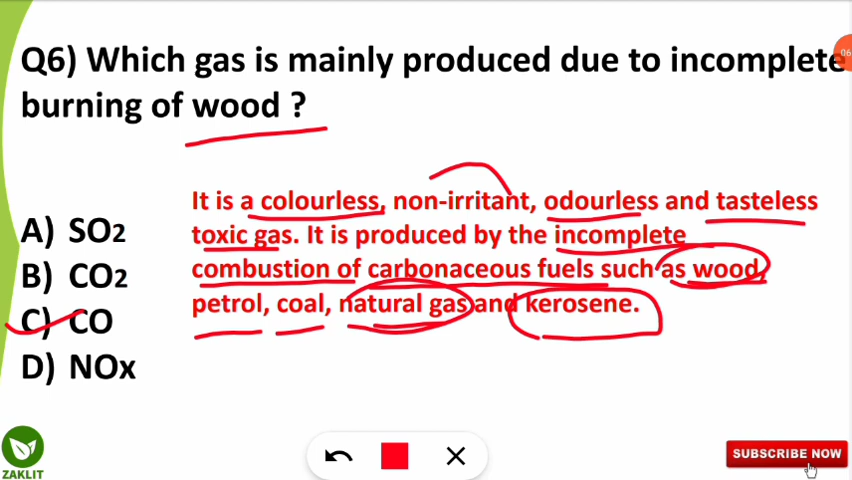 Q6) Which gas is mainly produced due to incomplete
burning of wood ?
It is a colourless, non-irritant, odourless and tasteless
toxic gas. It is produced by the incomplete
combustion of carbonaceous fuels such as wood,
petrol, coal, natural gas and kerosene.
A) SO2
B) CO2
C) CO
D) NOx
ZAKLIT
SUBSCRIBE NOW
06